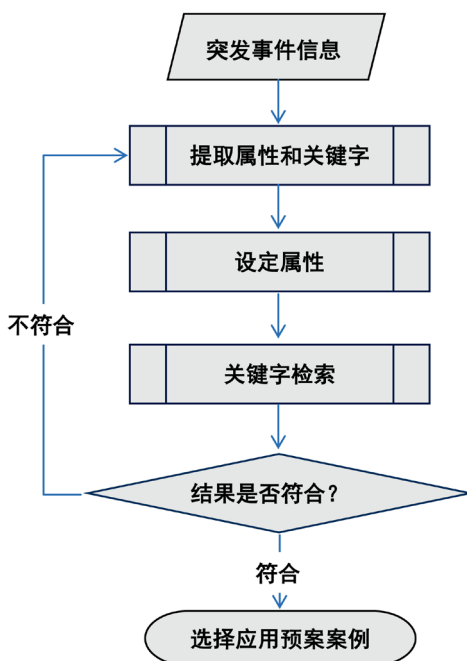 突发事件信息
提取属性和关键字
设定属性
不符合
关键字检索
结果是否符合？
符合
选择应用预案案例